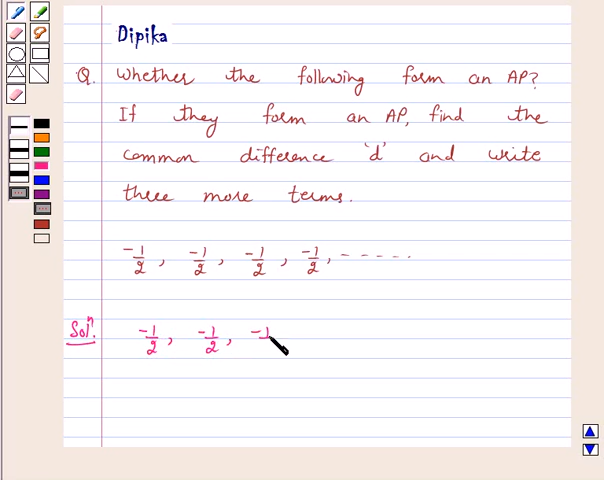 Dipika
Q. Whether the following form an AP?
If they form an AP, find the
common difference 'd' and write
three more terms.
-1/2, -1/2, -1/2, -1/2, ------
Solⁿ. -1/2, -1/2, -1